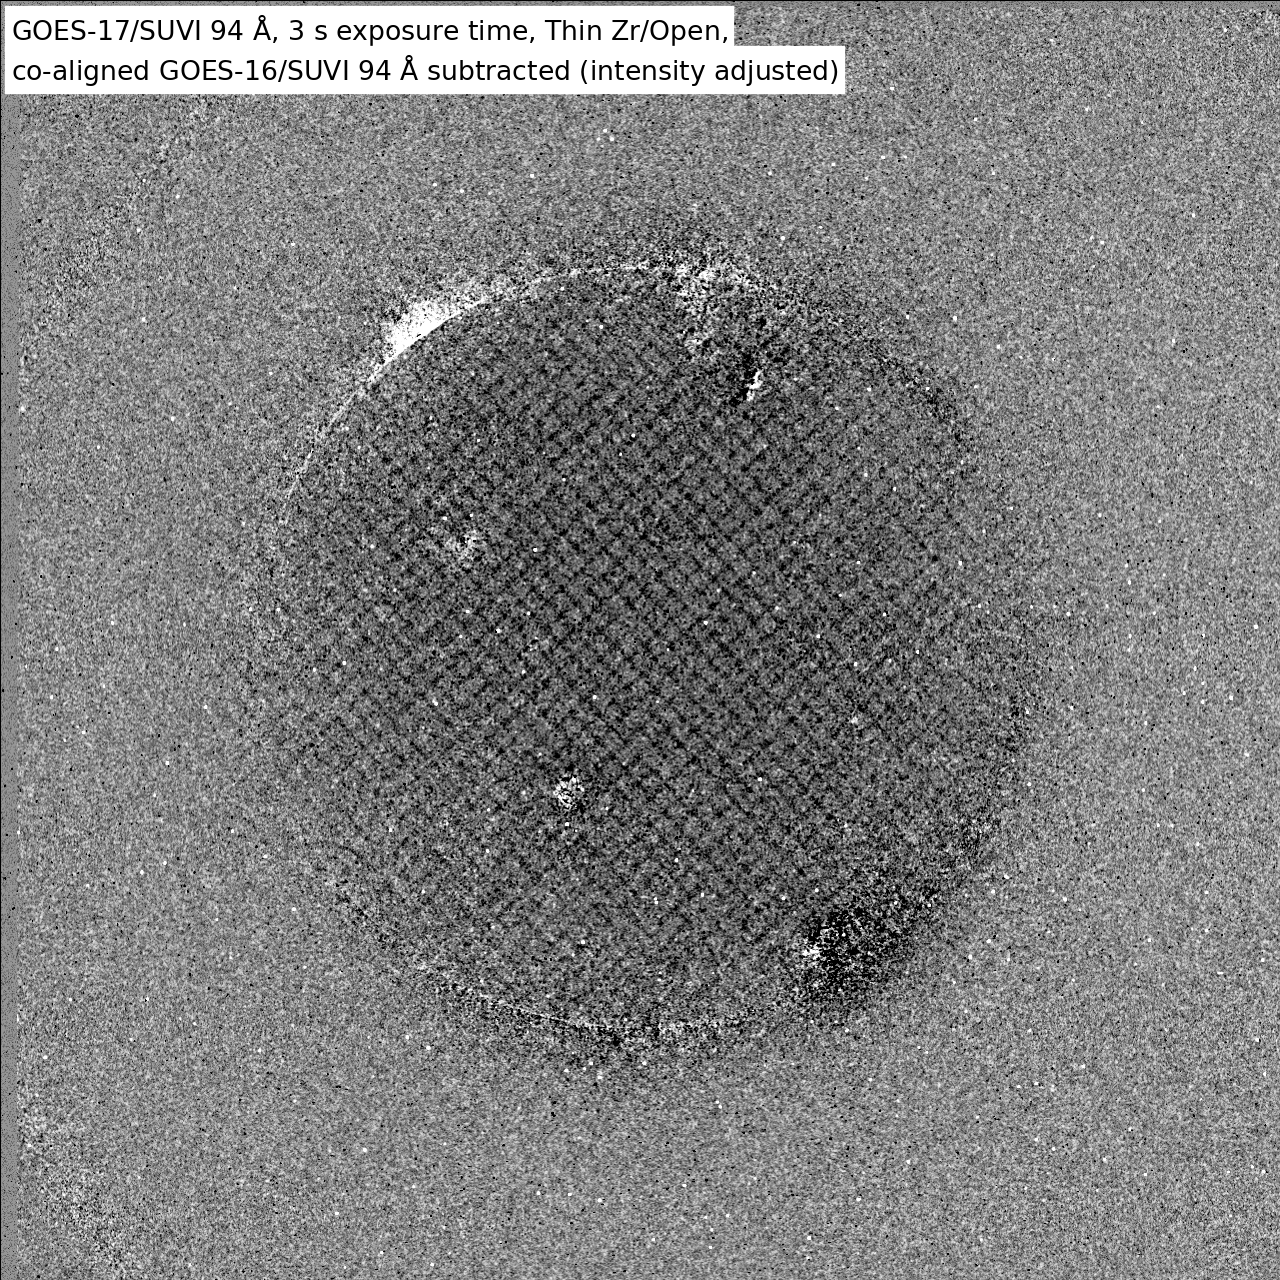 GOES-17/SUVI 94 Å, 3 s exposure time, Thin Zr/Open,
co-aligned GOES-16/SUVI 94 Å subtracted (intensity adjusted)